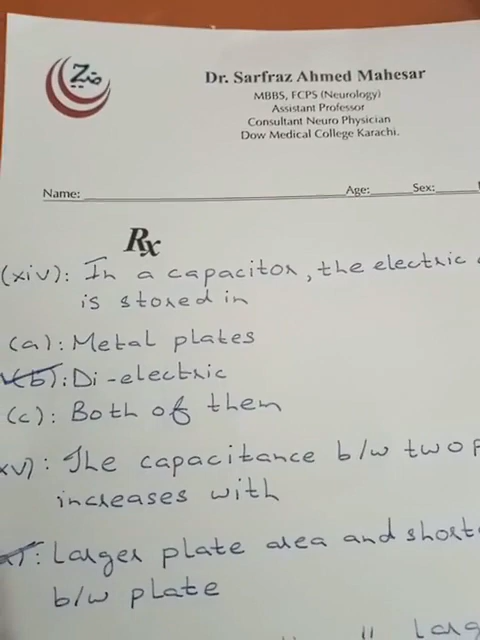 Dr. Sarfraz Ahmed Mahesar
MBBS, FCPS (Neurology)
Assistant Professor
Consultant Neuro Physician
Dow Medical College Karachi.
Name: Age: Sex:
Rx
(xiv): In a capacitor, the electric
is stored in
(a): Metal plates
(b): Di-electric
(c): Both of them
xv): The capacitance b/w two
increases with
Larger plate area and short
b/w plate